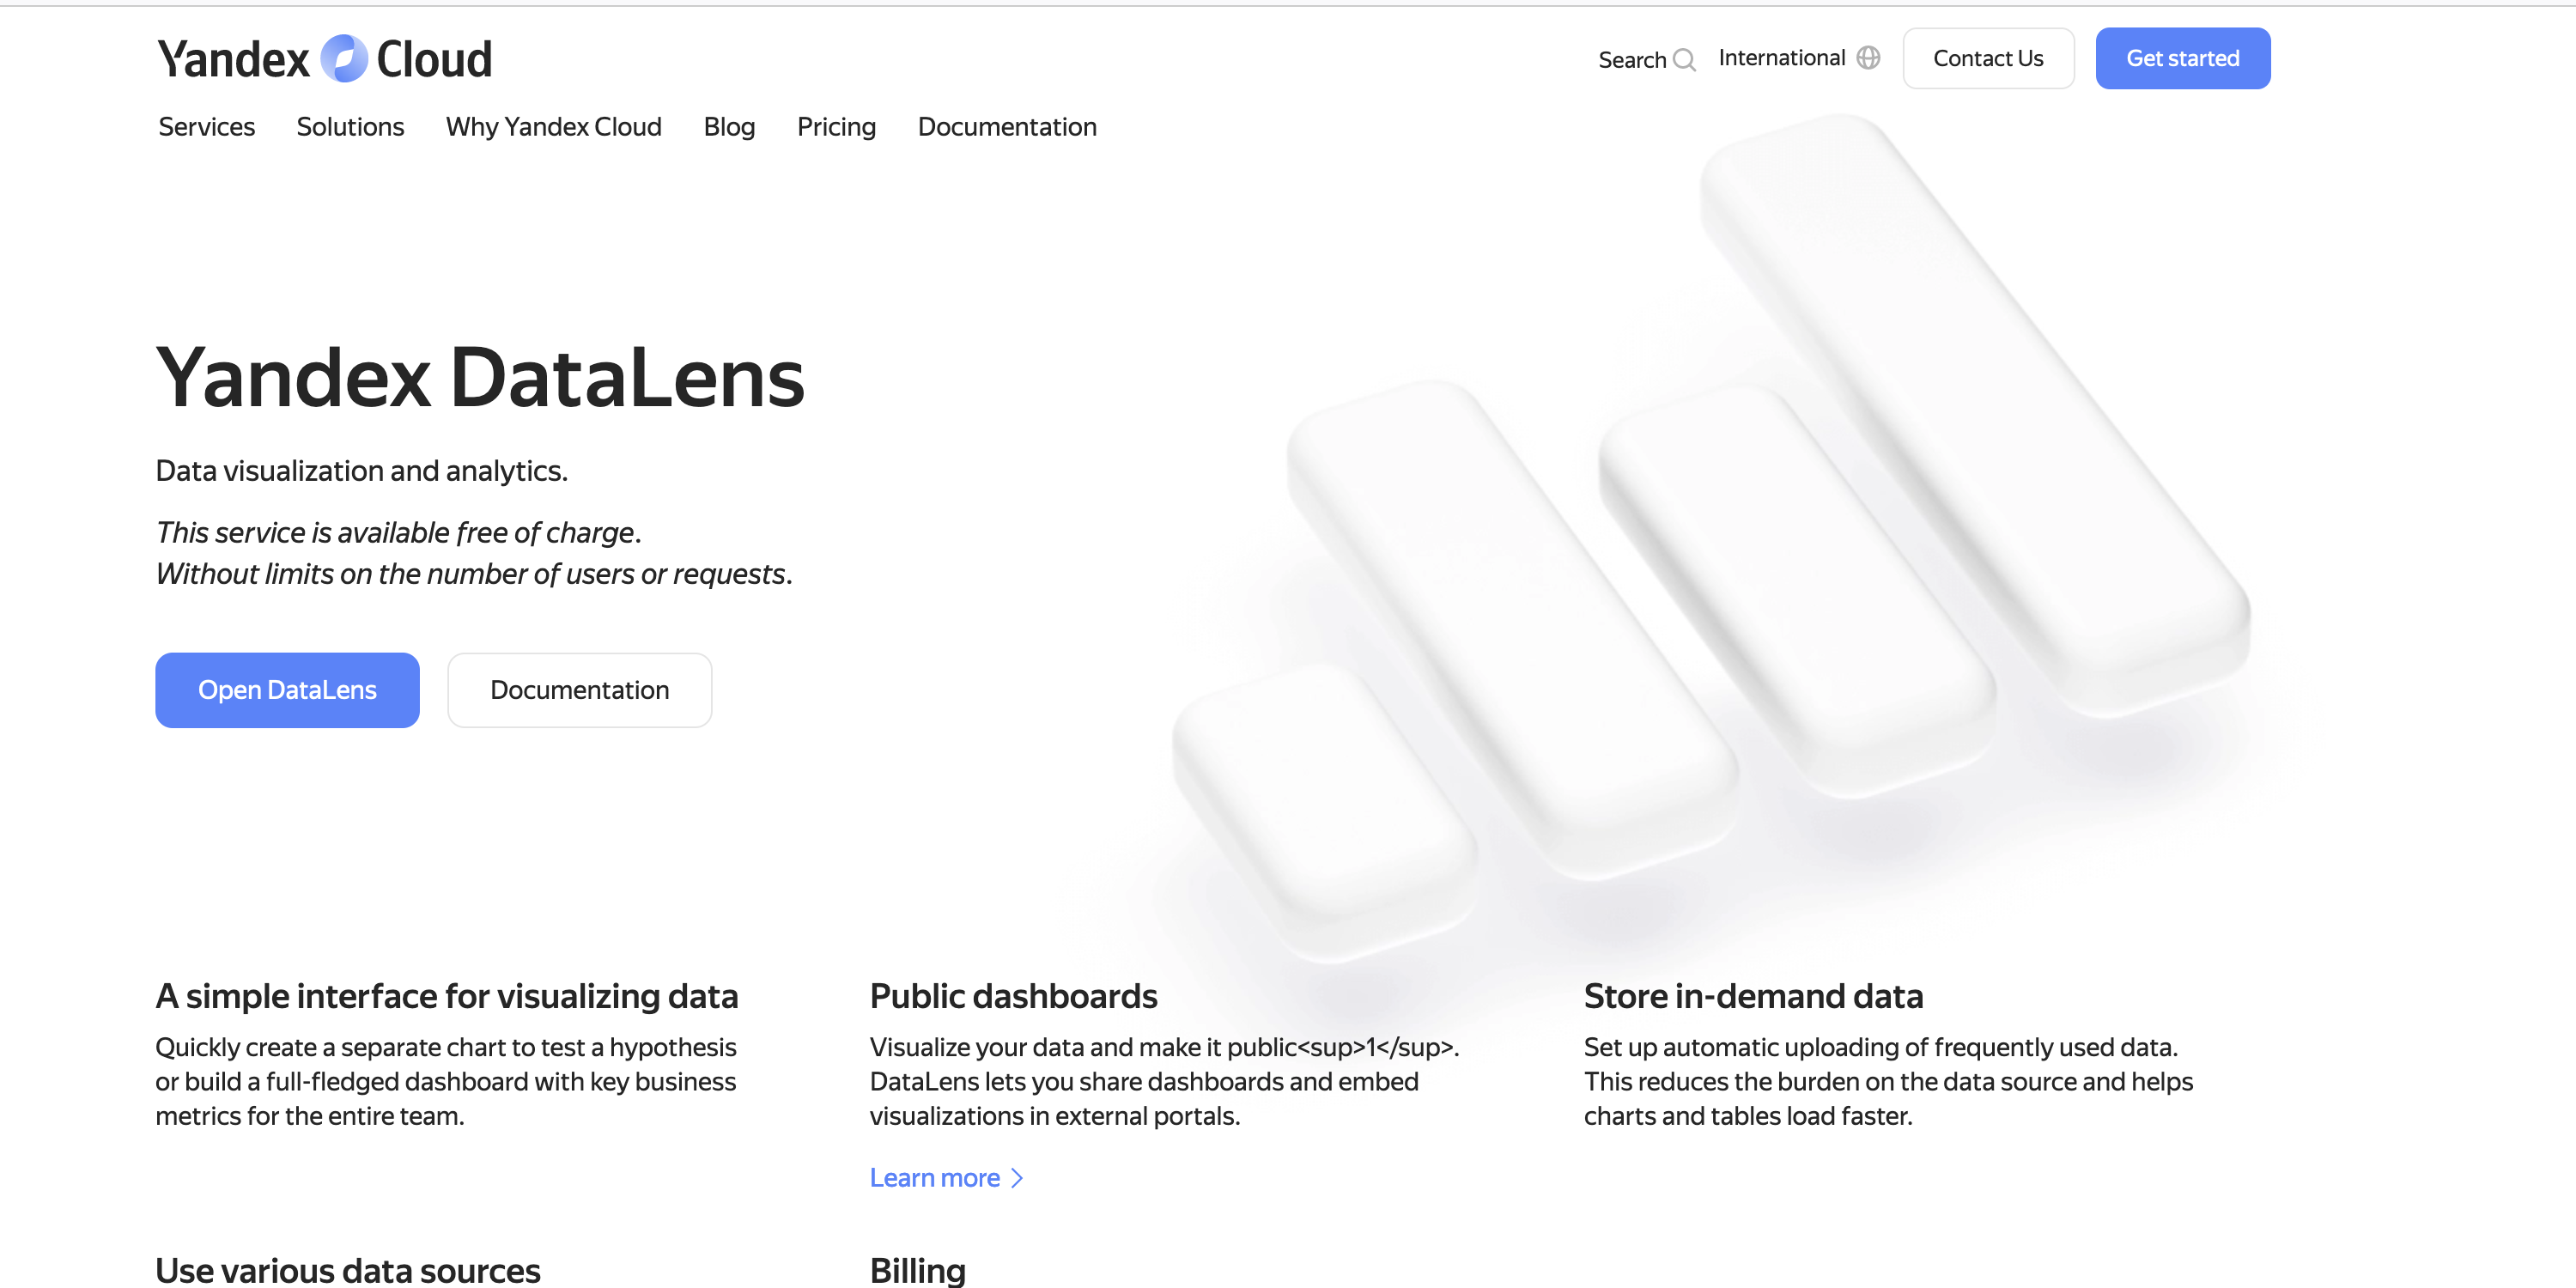 Yandex Cloud
Search International Contact Us Get started
Services Solutions Why Yandex Cloud Blog Pricing Documentation
Yandex DataLens
Data visualization and analytics.
This service is available free of charge.
Without limits on the number of users or requests.
Open DataLens Documentation
A simple interface for visualizing data
Quickly create a separate chart to test a hypothesis
or build a full-fledged dashboard with key business
metrics for the entire team.
Public dashboards
Visualize your data and make it public<sup>1</sup>.
DataLens lets you share dashboards and embed
visualizations in external portals.
Learn more
Store in-demand data
Set up automatic uploading of frequently used data.
This reduces the burden on the data source and helps
charts and tables load faster.
Use various data sources
Billing